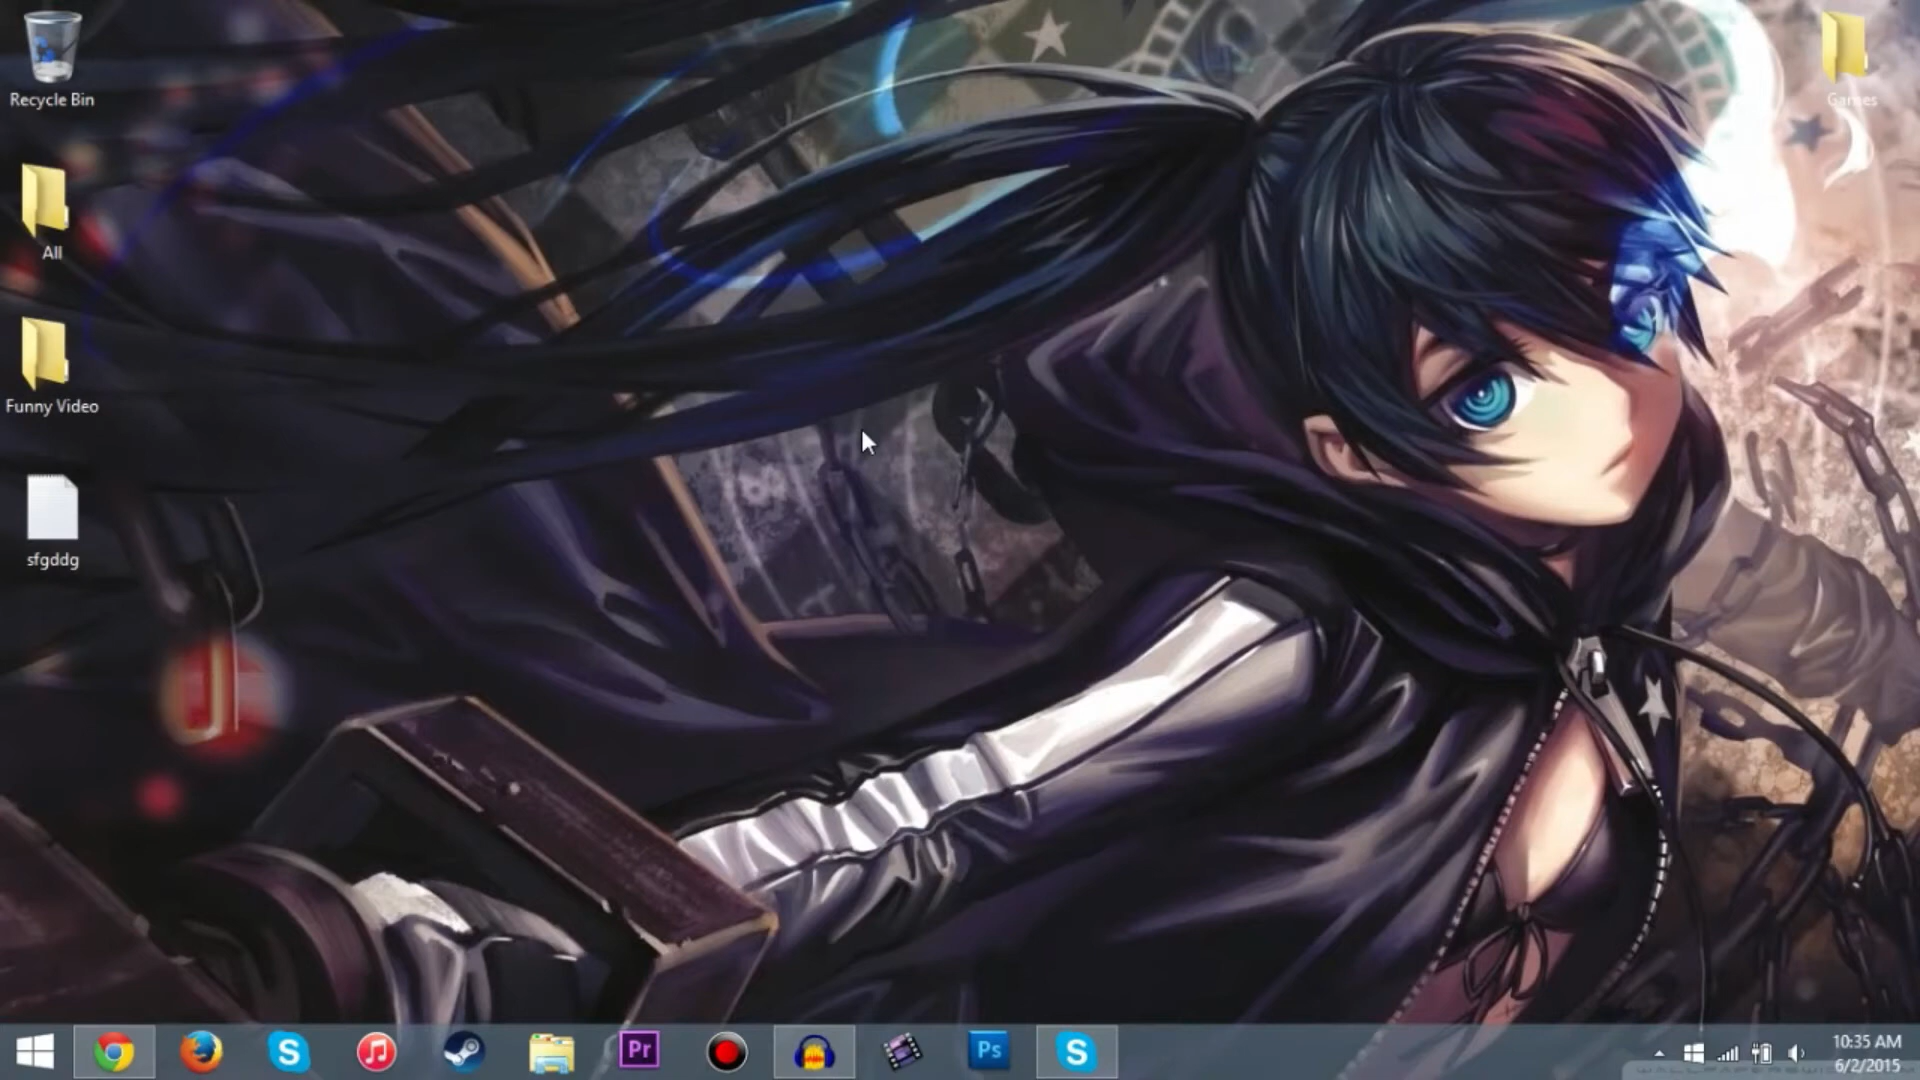 Recycle Bin
Games
All
Funny Video
sfgddg
Pr
Ps
10:35 AM
6/2/2015